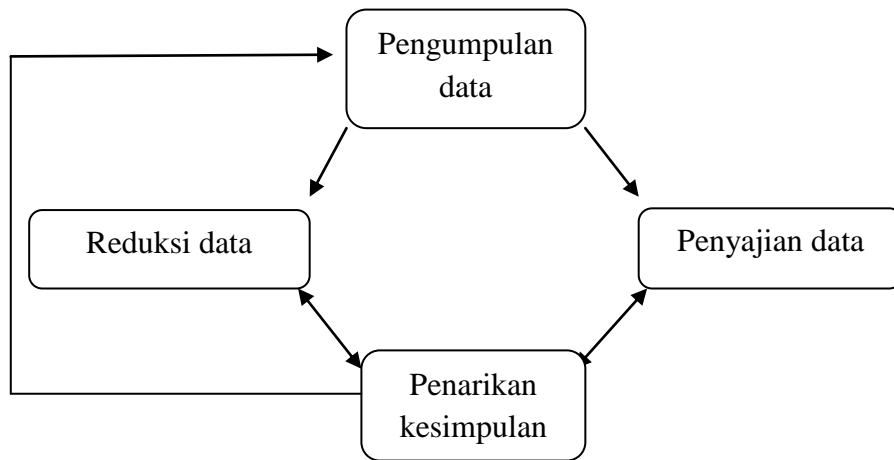 Pengumpulan
data
Reduksi data
Penyajian data
Penarikan
kesimpulan